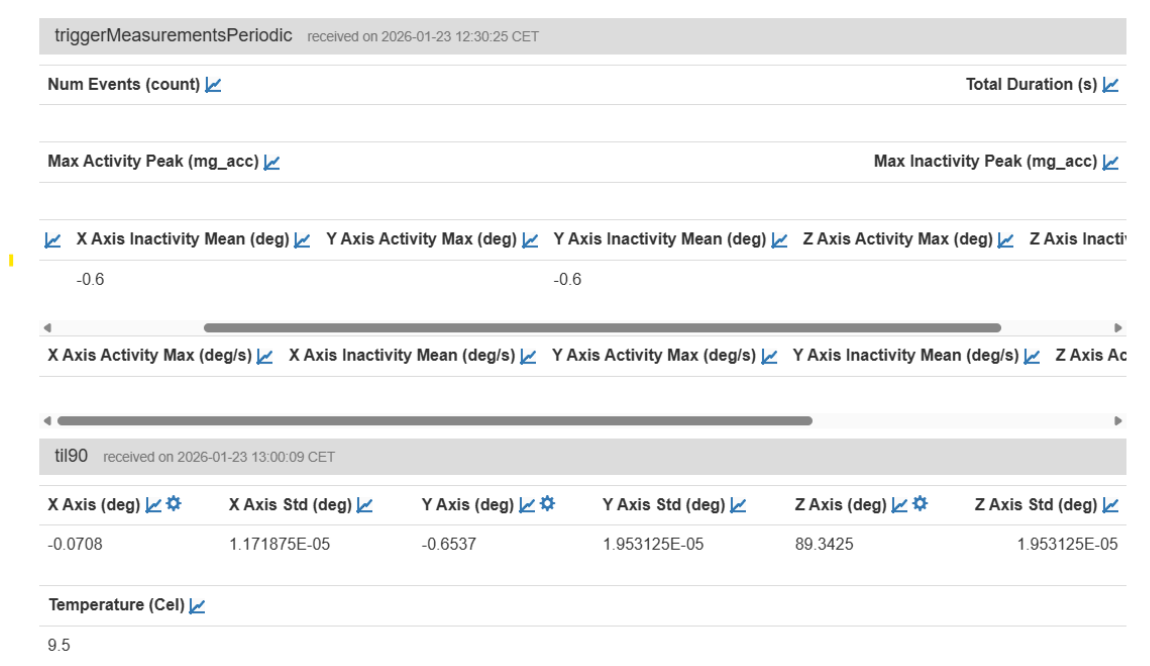 triggerMeasurementsPeriodic received on 2026-01-23 12:30:25 CET
Num Events (count) Total Duration (s)
Max Activity Peak (mg_acc) Max Inactivity Peak (mg_acc)
X Axis Inactivity Mean (deg) Y Axis Activity Max (deg) Y Axis Inactivity Mean (deg) Z Axis Activity Max (deg) Z Axis Inacti
-0.6 -0.6
X Axis Activity Max (deg/s) X Axis Inactivity Mean (deg/s) Y Axis Activity Max (deg/s) Y Axis Inactivity Mean (deg/s) Z Axis Ac
til90 received on 2026-01-23 13:00:09 CET
X Axis (deg) X Axis Std (deg) Y Axis (deg) Y Axis Std (deg) Z Axis (deg) Z Axis Std (deg)
-0.0708 1.171875E-05 -0.6537 1.953125E-05 89.3425 1.953125E-05
Temperature (Cel)
9.5